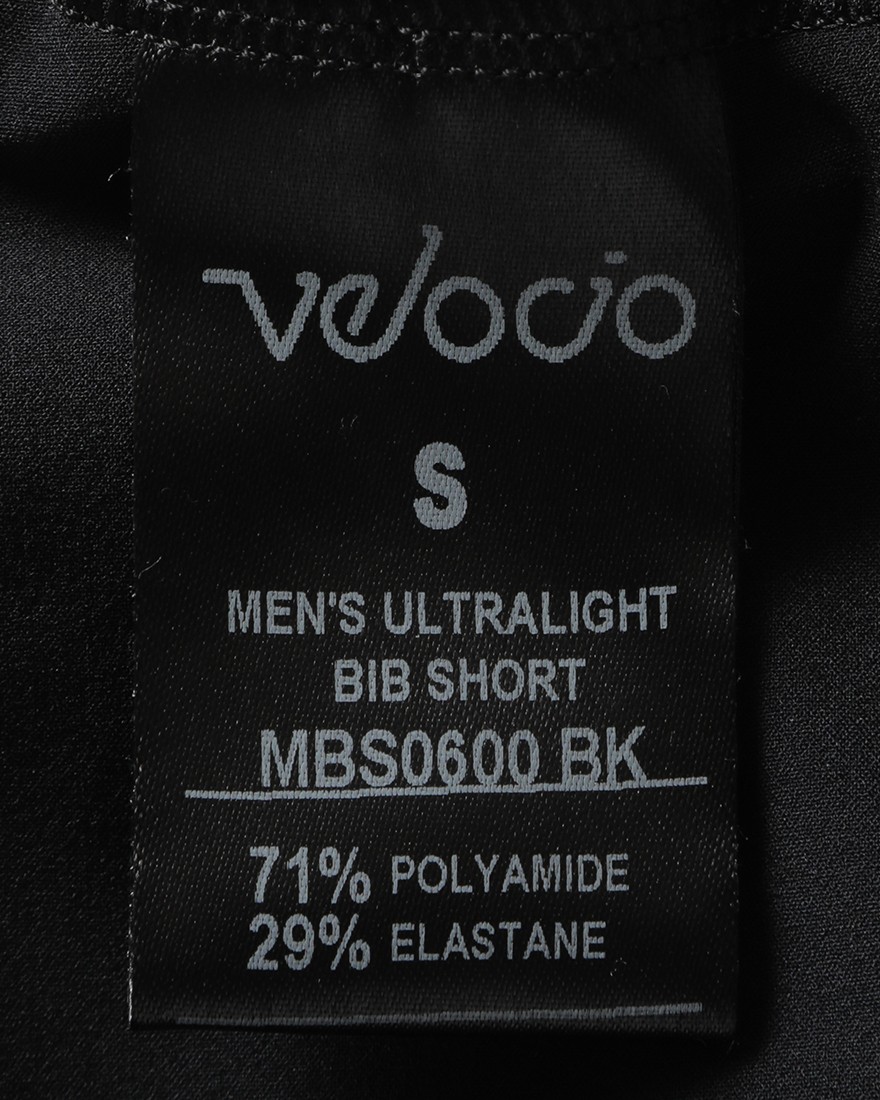 velocio
S
MEN'S ULTRALIGHT
BIB SHORT
MBS0600 BK
71% POLYAMIDE
29% ELASTANE